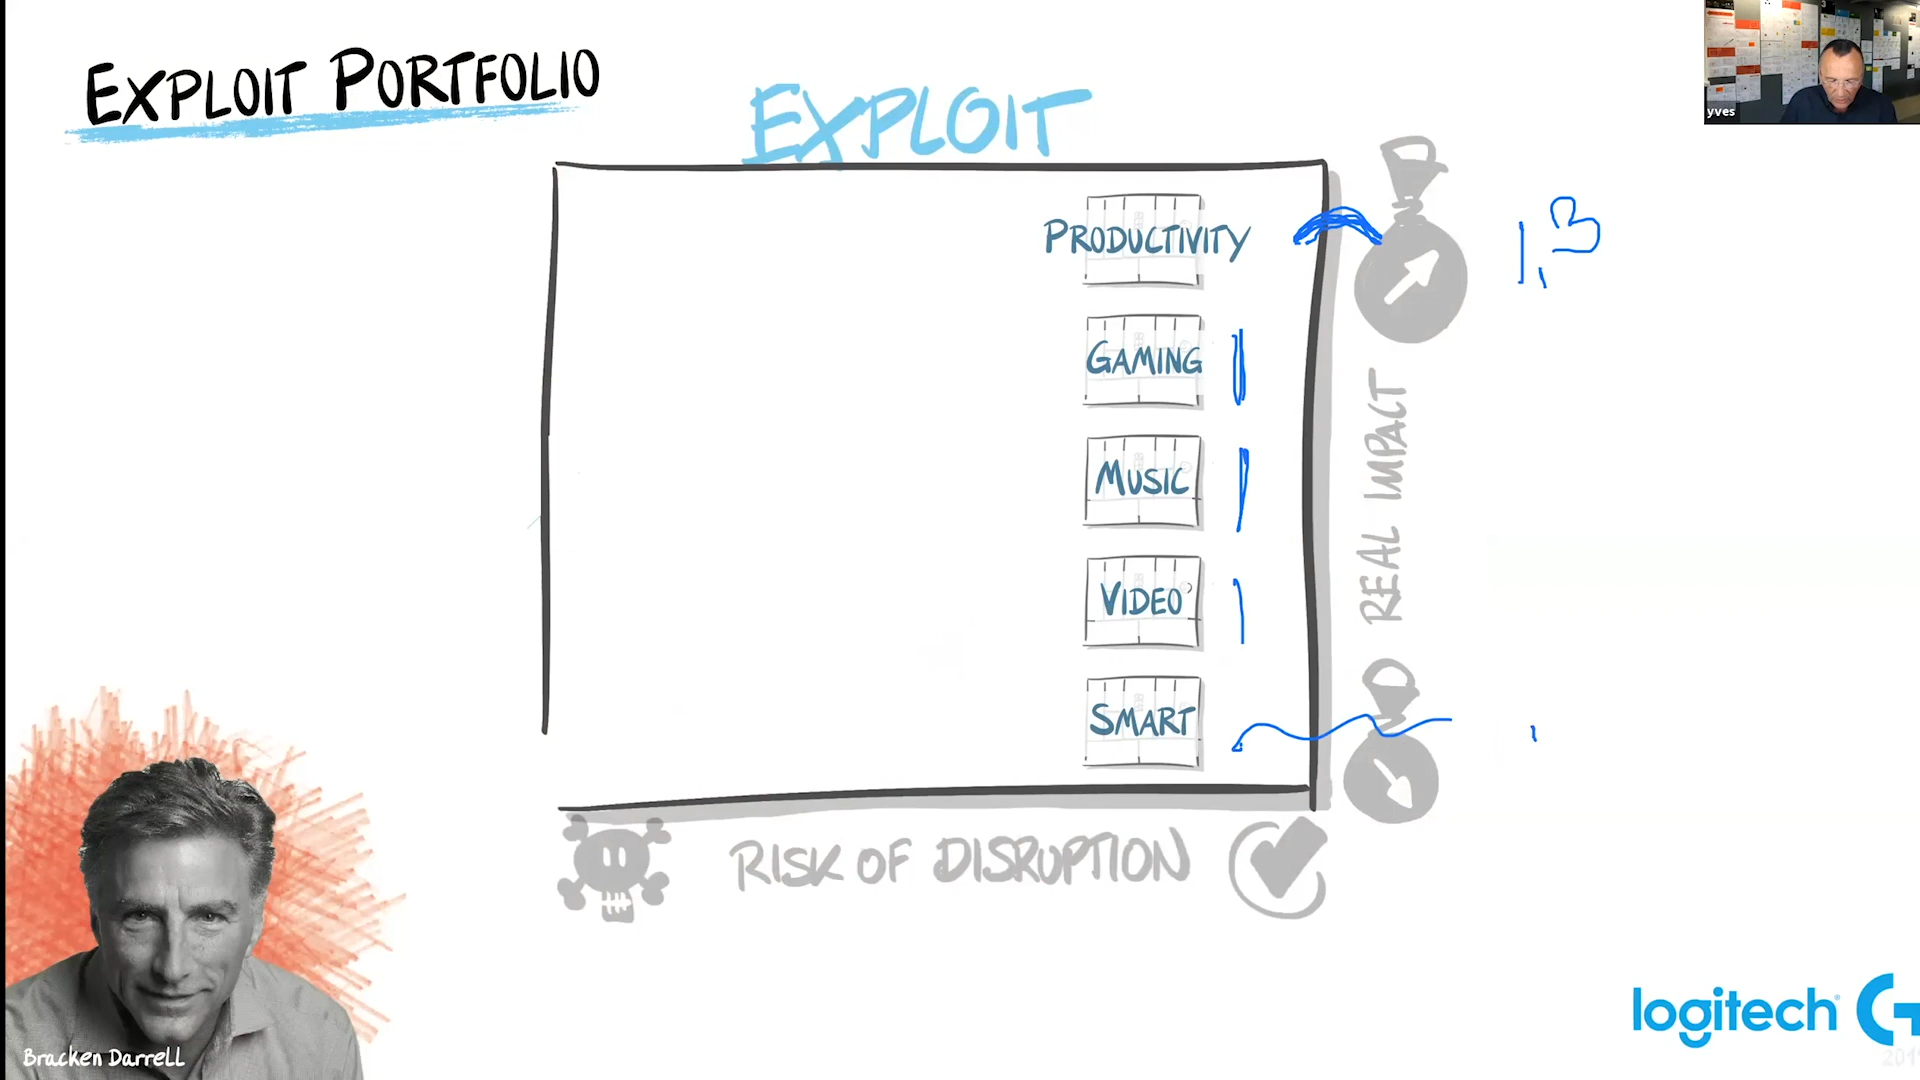 EXPLOIT PORTFOLIO
EXPLOIT
yves
PRODUCTIVITY
1,3
GAMING
MUSIC
VIDEO
SMART
REAL IMPACT
RISK OF DISRUPTION
Bracken Darrell
logitech G